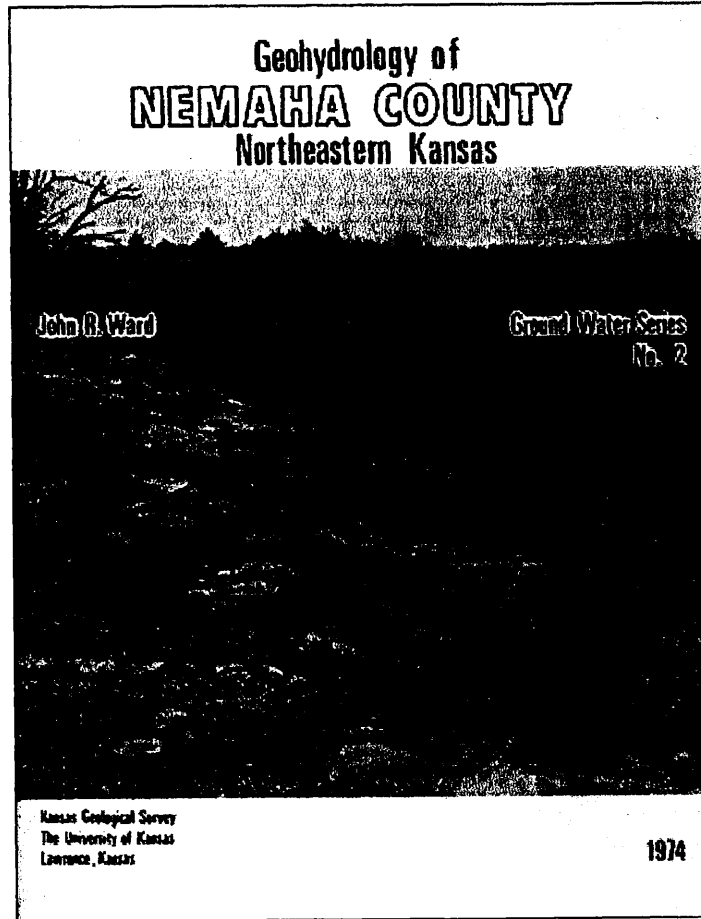 Geohydrology of
NEMAHA COUNTY
Northeastern Kansas
John R. Ward
Ground Water Series
No. 2
Kansas Geological Survey
The University of Kansas
Lawrence, Kansas
1974